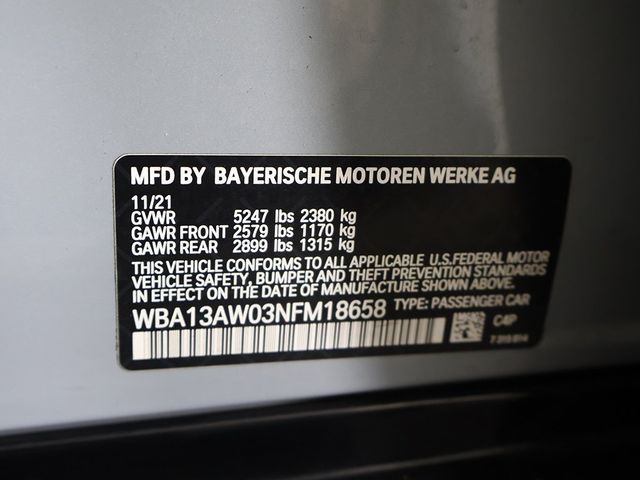 MFD BY BAYERISCHE MOTOREN WERKE AG
11/21
GVWR 5247 lbs 2380 kg
GAWR FRONT 2579 lbs 1170 kg
GAWR REAR 2899 lbs 1315 kg
THIS VEHICLE CONFORMS TO ALL APPLICABLE U.S.FEDERAL MOTOR
VEHICLE SAFETY, BUMPER AND THEFT PREVENTION STANDARDS
IN EFFECT ON THE DATE OF MANUFACTURE SHOWN ABOVE.
WBA13AW03NFM18658 TYPE: PASSENGER CAR
C4P